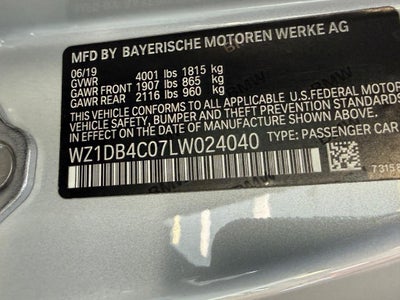 MFD BY BAYERISCHE MOTOREN WERKE AG
06/19
GVWR 4001 lbs 1815 kg
GAWR FRONT 1907 lbs 865 kg
GAWR REAR 2116 lbs 960 kg
THIS VEHICLE CONFORMS TO ALL APPLICABLE U.S.FEDERAL MOTOR
VEHICLE SAFETY, BUMPER, AND THEFT PREVENTION
STANDARDS IN EFFECT ON THE
DATE OF MANUFACTURE SHOWN ABOVE.
WZ1DB4C07LW024040 TYPE: PASSENGER CAR
7315